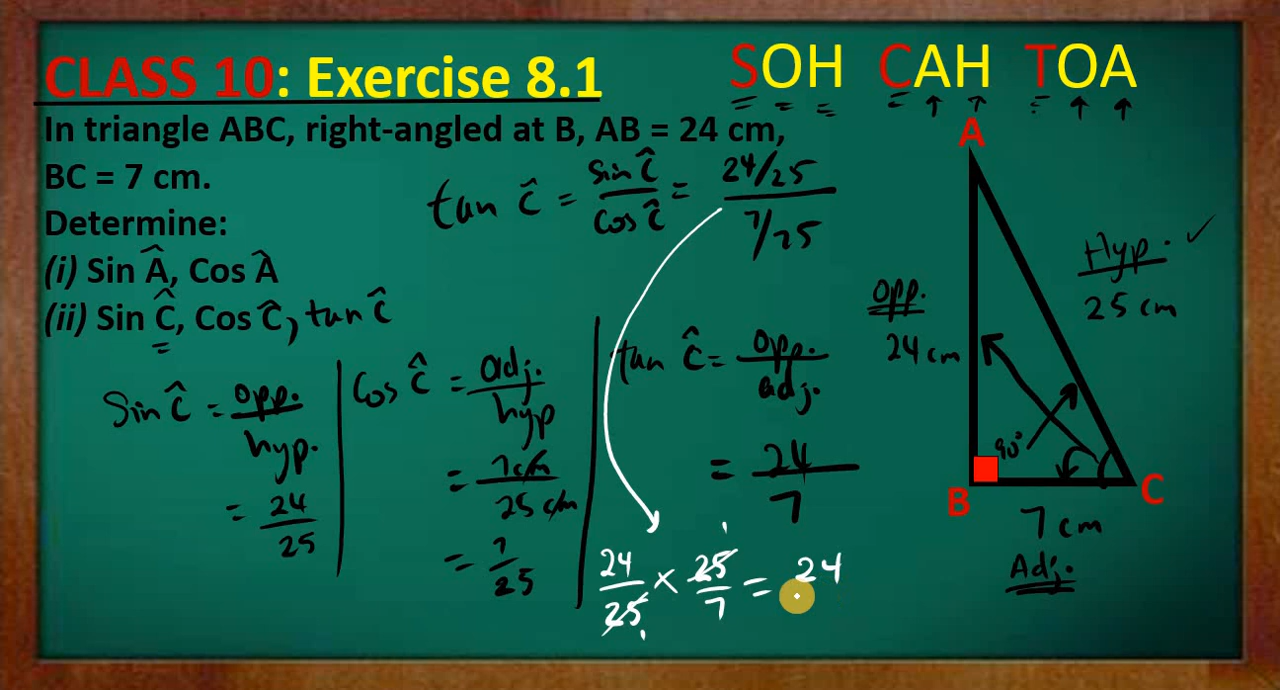 CLASS 10: Exercise 8.1
SOH CAH TOA
In triangle ABC, right-angled at B, AB = 24 cm,
BC = 7 cm.
Determine:
(i) Sin Â, Cos Â
(ii) Sin Ĉ, Cos Ĉ, tan Ĉ
tan Ĉ = sin Ĉ / cos Ĉ = 24/25 / 7/25
Sin Ĉ = opp. / hyp.
= 24 / 25
Cos Ĉ = adj. / hyp
= 7cm / 25 cm
= 7 / 25
tan Ĉ = opp. / adj.
= 24 / 7
24 / 25 × 25 / 7 = 24
1
1
A
Hyp. ✓
25 cm
opp.
24 cm
90°
B
C
7 cm
Adj.